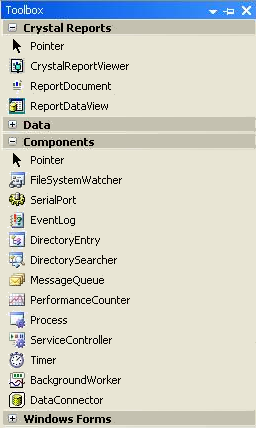 Toolbox
Crystal Reports
Pointer
CrystalReportViewer
ReportDocument
ReportDataView
Data
Components
Pointer
FileSystemWatcher
SerialPort
EventLog
DirectoryEntry
DirectorySearcher
MessageQueue
PerformanceCounter
Process
ServiceController
Timer
BackgroundWorker
DataConnector
Windows Forms